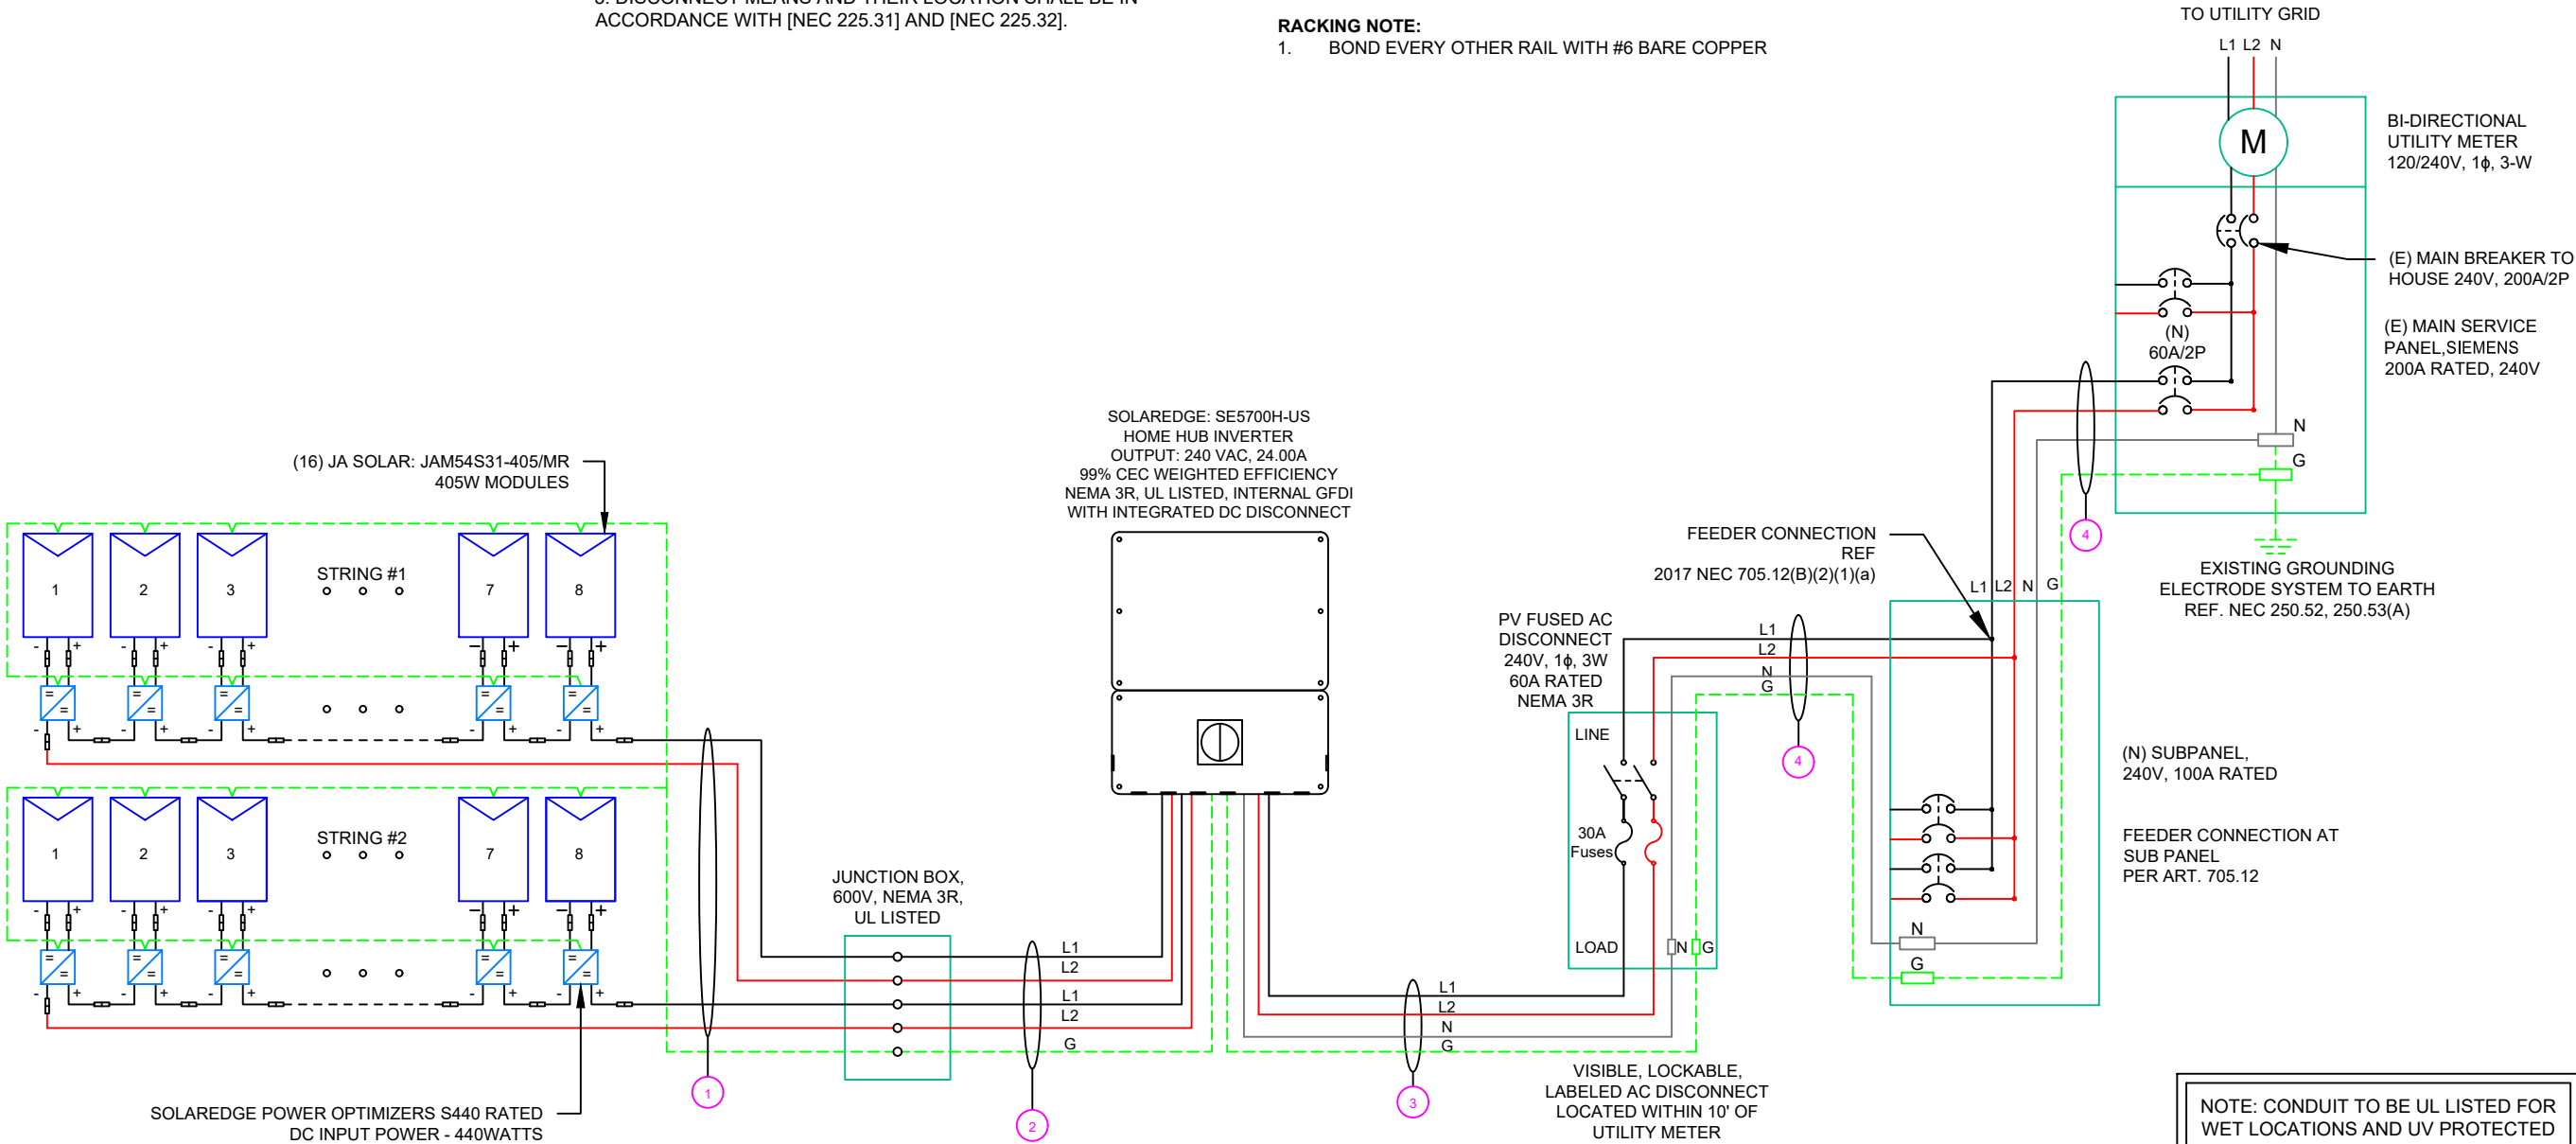 3. DISCONNECT MEANS AND THEIR LOCATION SHALL BE IN
ACCORDANCE WITH [NEC 225.31] AND [NEC 225.32].
RACKING NOTE:
1. BOND EVERY OTHER RAIL WITH #6 BARE COPPER
TO UTILITY GRID
L1 L2 N
M
BI-DIRECTIONAL
UTILITY METER
120/240V, 1ϕ, 3-W
(E) MAIN BREAKER TO
HOUSE 240V, 200A/2P
(E) MAIN SERVICE
PANEL,SIEMENS
200A RATED, 240V
(N)
60A/2P
N
G
4
EXISTING GROUNDING
ELECTRODE SYSTEM TO EARTH
REF. NEC 250.52, 250.53(A)
SOLAREDGE: SE5700H-US
HOME HUB INVERTER
OUTPUT: 240 VAC, 24.00A
99% CEC WEIGHTED EFFICIENCY
NEMA 3R, UL LISTED, INTERNAL GFDI
WITH INTEGRATED DC DISCONNECT
(16) JA SOLAR: JAM54S31-405/MR
405W MODULES
STRING #1
1 2 3 7 8
- + - + - + - + - +
= = = = = = = = = =
- + - + - + - + - +
STRING #2
1 2 3 7 8
- + - + - + - + - +
= = = = = = = = = =
- + - + - + - + - +
SOLAREDGE POWER OPTIMIZERS S440 RATED
DC INPUT POWER - 440WATTS
1
JUNCTION BOX,
600V, NEMA 3R,
UL LISTED
L1
L2
L1
L2
G
2
FEEDER CONNECTION
REF
2017 NEC 705.12(B)(2)(1)(a)
L1 L2 N G
PV FUSED AC
DISCONNECT
240V, 1ϕ, 3W
60A RATED
NEMA 3R
L1
L2
N
G
4
LINE
30A
Fuses
LOAD
N G
L1
L2
N
G
3
VISIBLE, LOCKABLE,
LABELED AC DISCONNECT
LOCATED WITHIN 10' OF
UTILITY METER
(N) SUBPANEL,
240V, 100A RATED
FEEDER CONNECTION AT
SUB PANEL
PER ART. 705.12
N
G
NOTE: CONDUIT TO BE UL LISTED FOR
WET LOCATIONS AND UV PROTECTED